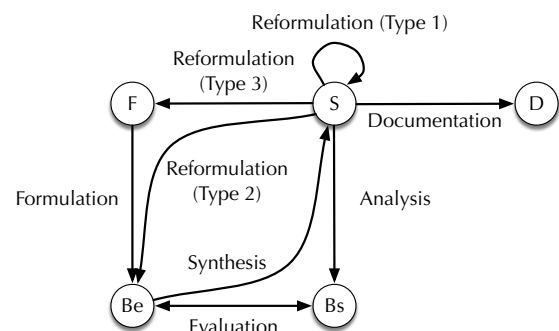 Reformulation (Type 1)
Reformulation
(Type 3)
F
S
D
Documentation
Reformulation
(Type 2)
Formulation
Analysis
Synthesis
Be
Bs
Evaluation